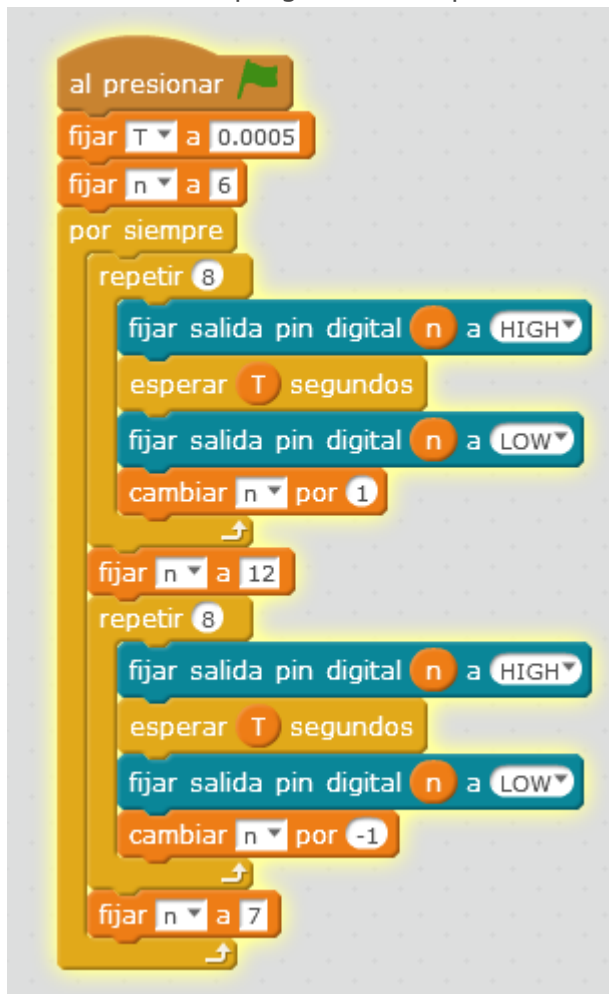 al presionar
fijar T a 0.0005
fijar n a 6
por siempre
repetir 8
fijar salida pin digital n a HIGH
esperar T segundos
fijar salida pin digital n a LOW
cambiar n por 1
fijar n a 12
repetir 8
fijar salida pin digital n a HIGH
esperar T segundos
fijar salida pin digital n a LOW
cambiar n por -1
fijar n a 7